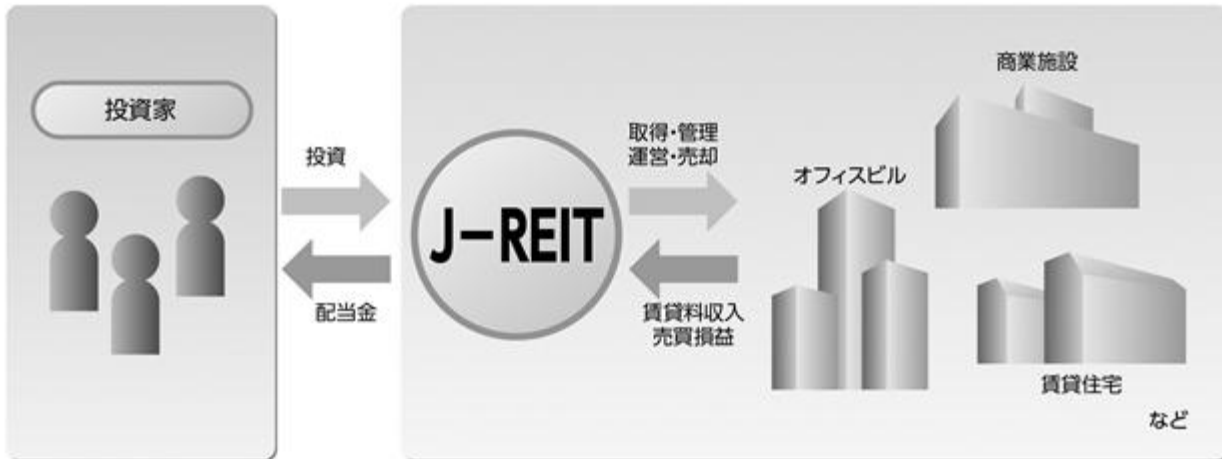 投資家
投資
配当金
J-REIT
取得・管理
運営・売却
賃貸料収入
売買損益
商業施設
オフィスビル
賃貸住宅
など